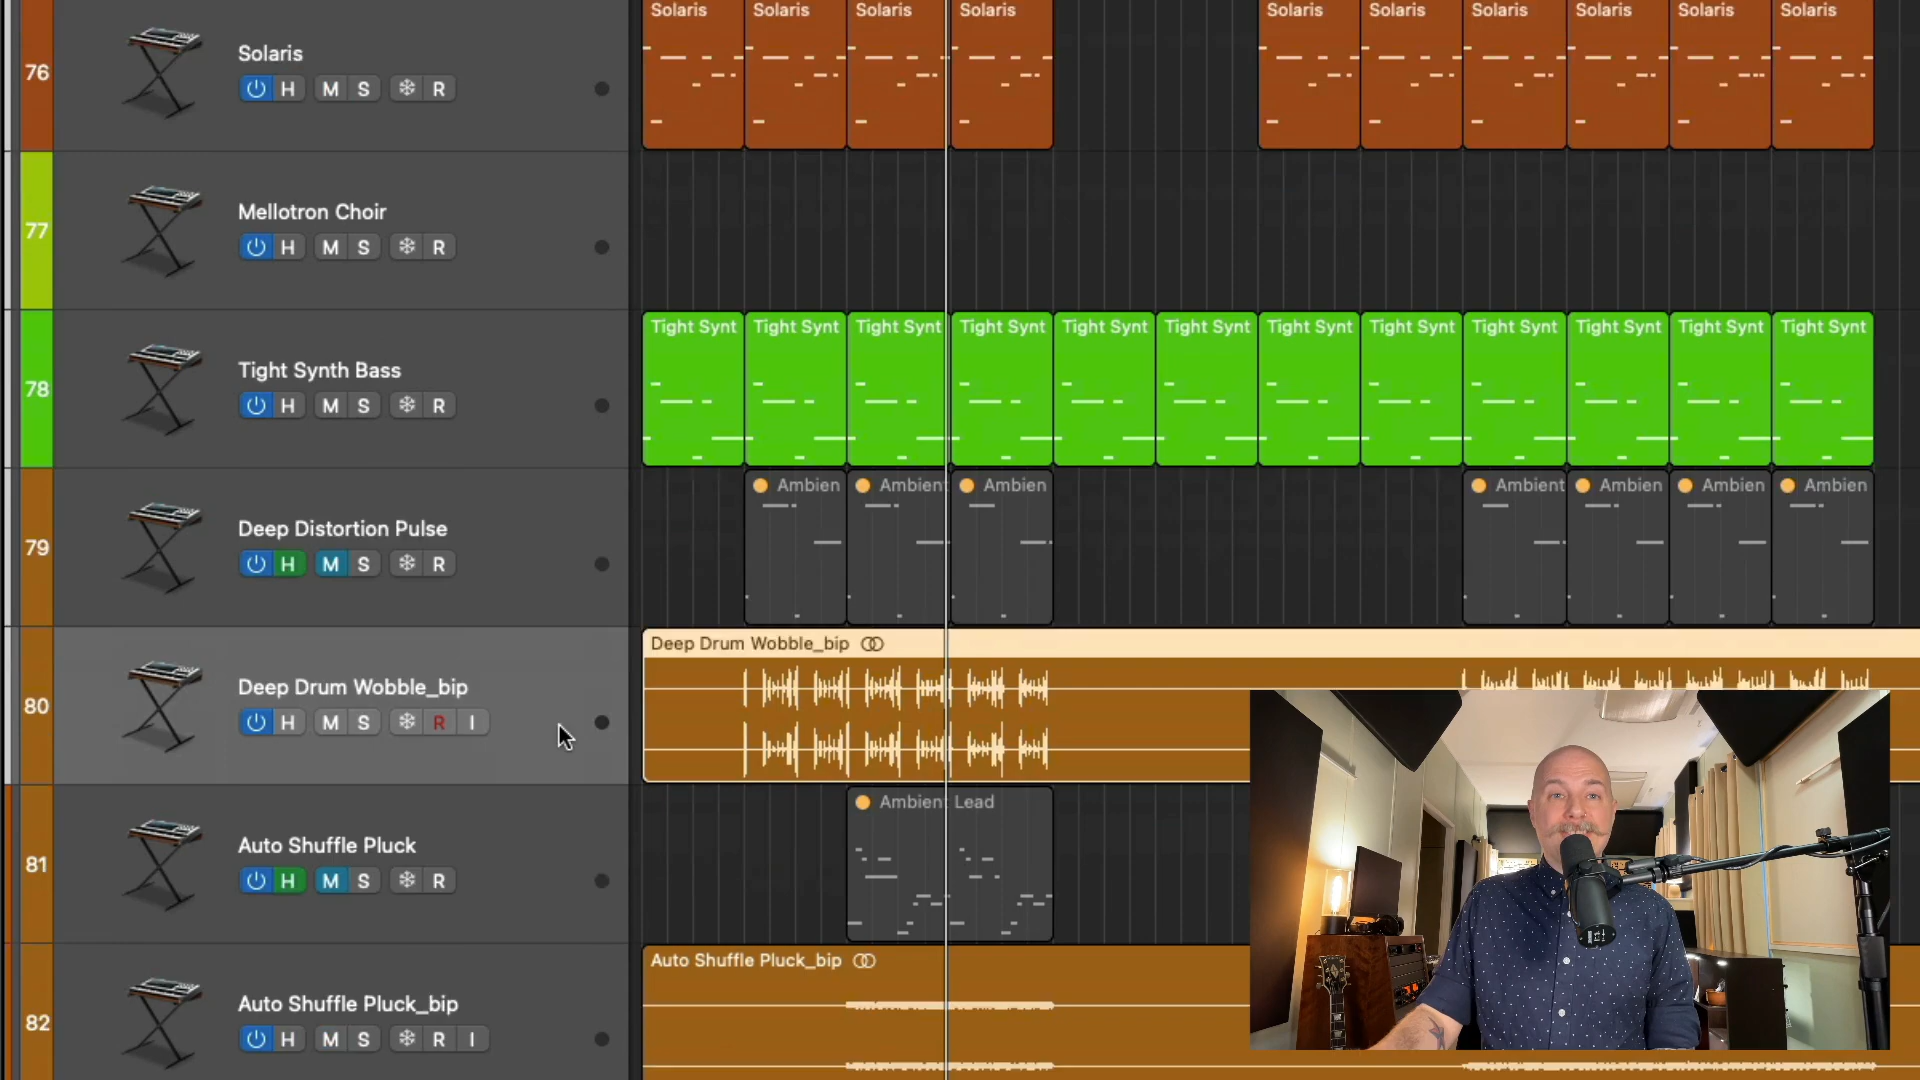 Solaris Solaris Solaris Solaris Solaris Solaris Solaris Solaris Solaris Solaris
76
Solaris
H M S R
77
Mellotron Choir
H M S R
Tight Synt Tight Synt Tight Synt Tight Synt Tight Synt Tight Synt Tight Synt Tight Synt Tight Synt Tight Synt Tight Synt Tight Synt
78
Tight Synth Bass
H M S R
Ambien Ambient Ambien Ambient Ambien Ambien Ambien
79
Deep Distortion Pulse
H M S R
Deep Drum Wobble_bip
80
Deep Drum Wobble_bip
H M S R I
Ambient Lead
81
Auto Shuffle Pluck
H M S R
Auto Shuffle Pluck_bip
82
Auto Shuffle Pluck_bip
H M S R I